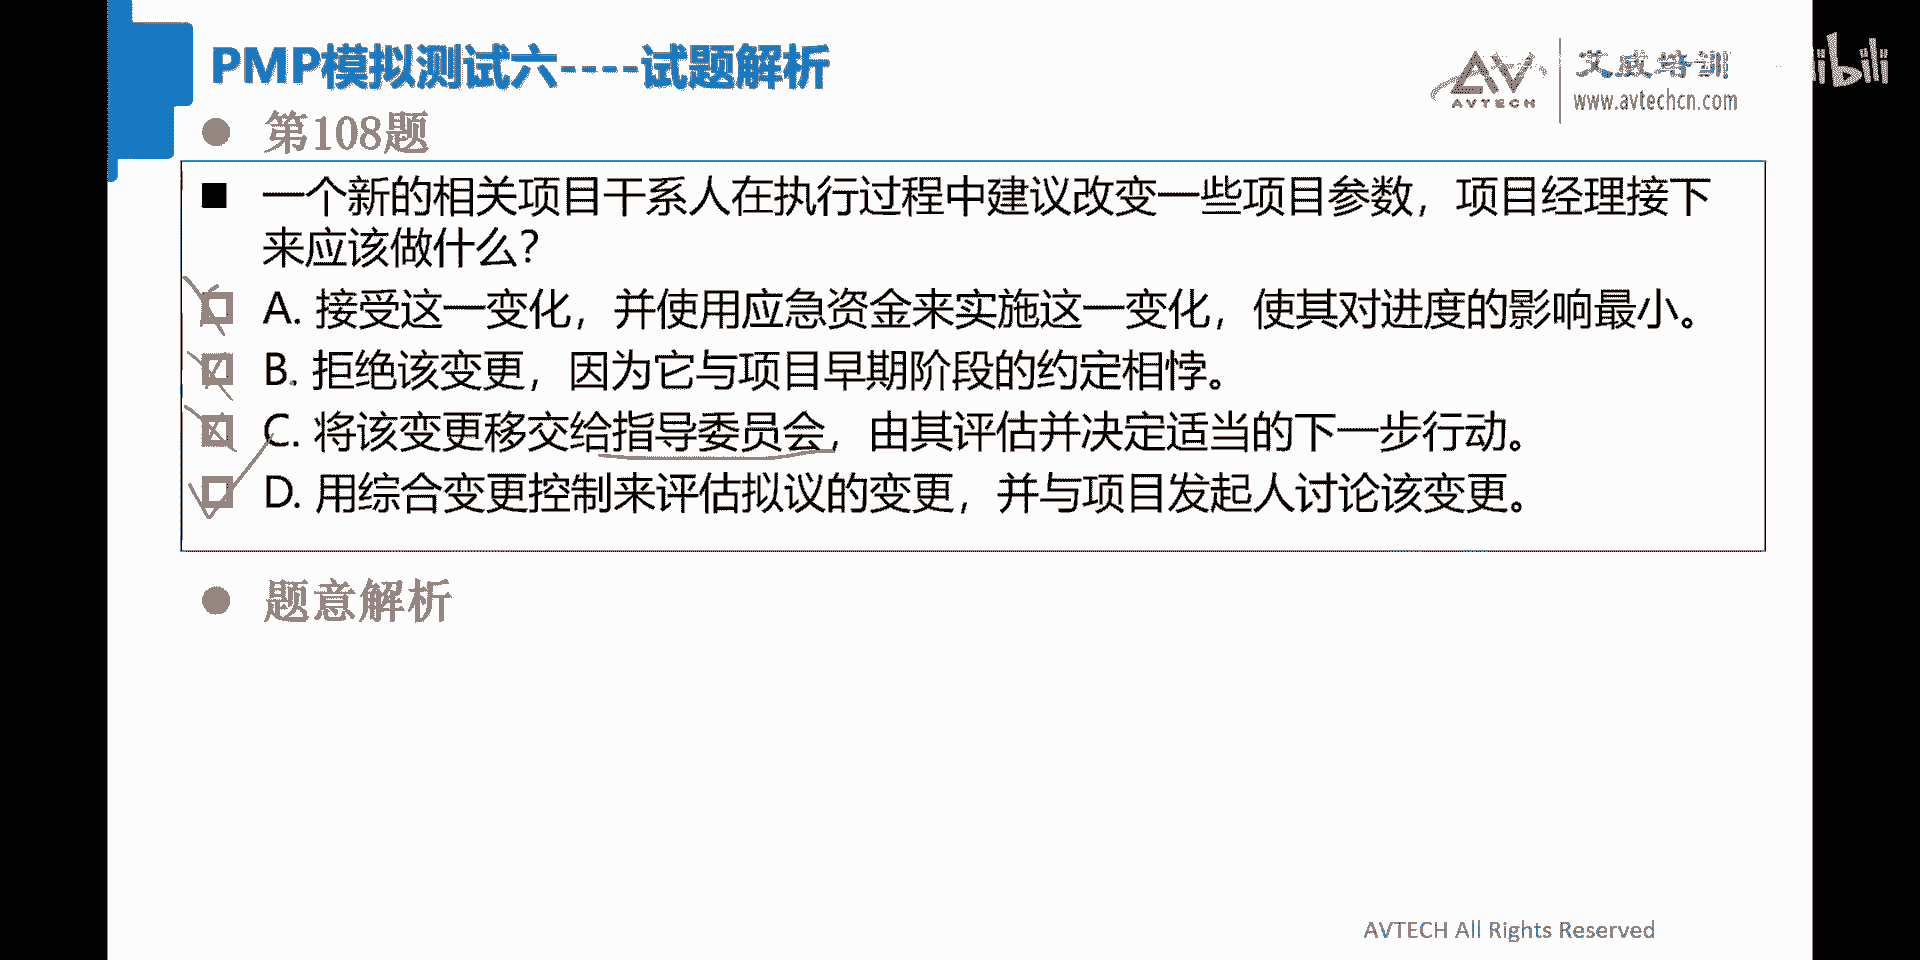 PMP模拟测试六----试题解析
AVTECH
艾威培训
www.avtechcn.com
bili
第108题
一个新的相关项目干系人在执行过程中建议改变一些项目参数，项目经理接下
来应该做什么？
A. 接受这一变化，并使用应急资金来实施这一变化，使其对进度的影响最小。
B. 拒绝该变更，因为它与项目早期阶段的约定相悖。
C. 将该变更移交给指导委员会，由其评估并决定适当的下一步行动。
D. 用综合变更控制来评估拟议的变更，并与项目发起人讨论该变更。
题意解析
AVTECH All Rights Reserved